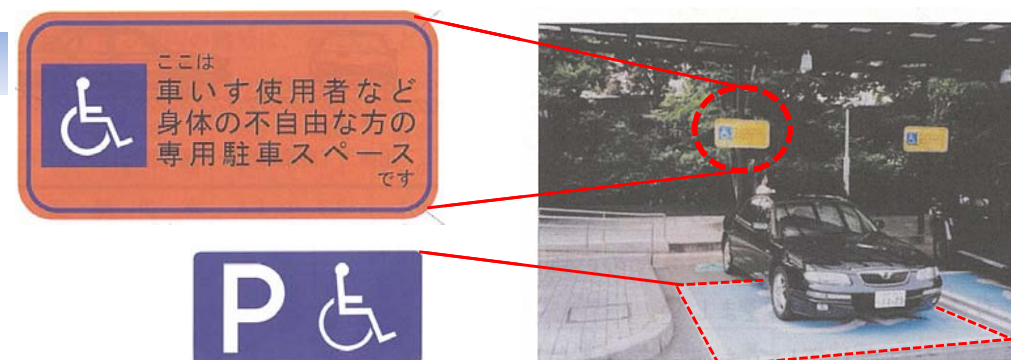 ここは
車いす使用者など
身体の不自由な方の
専用駐車スペース
です
P